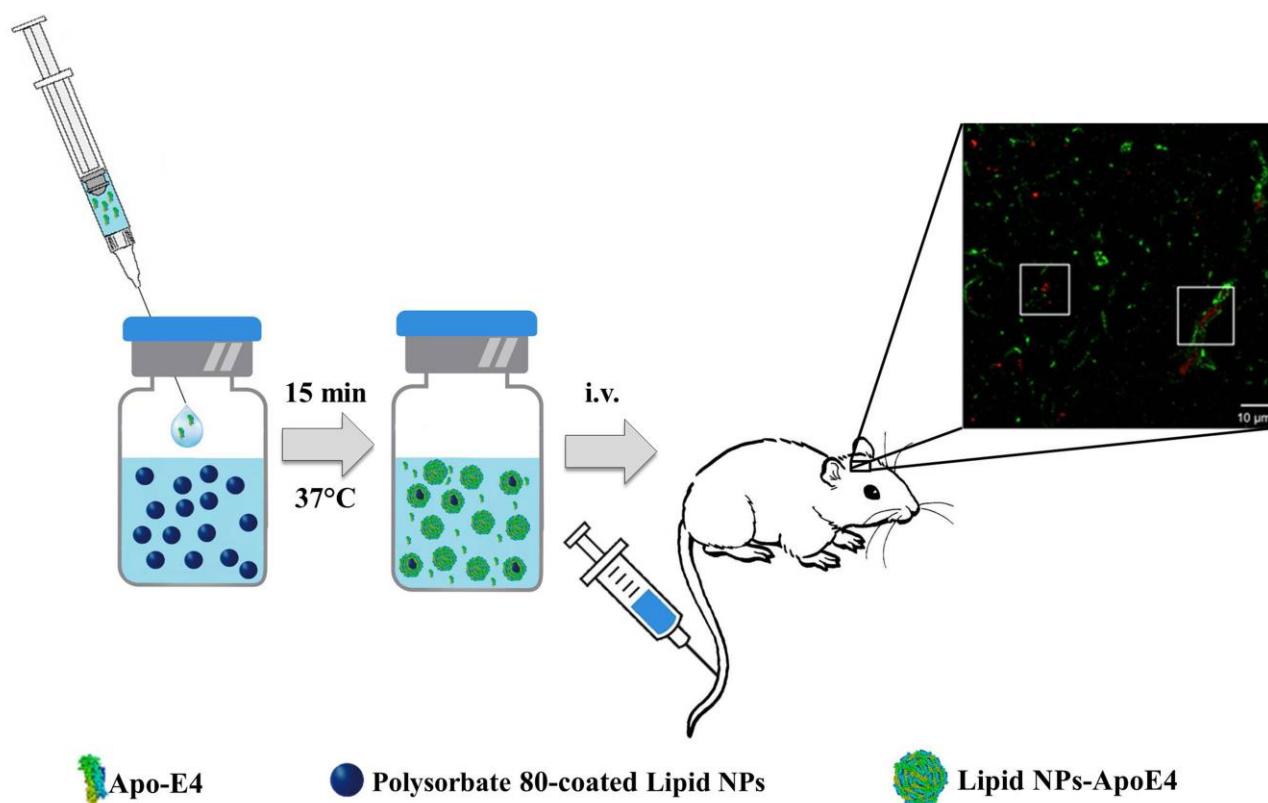 15 min
37°C
i.v.
10 µm
Apo-E4
Polysorbate 80-coated Lipid NPs
Lipid NPs-ApoE4